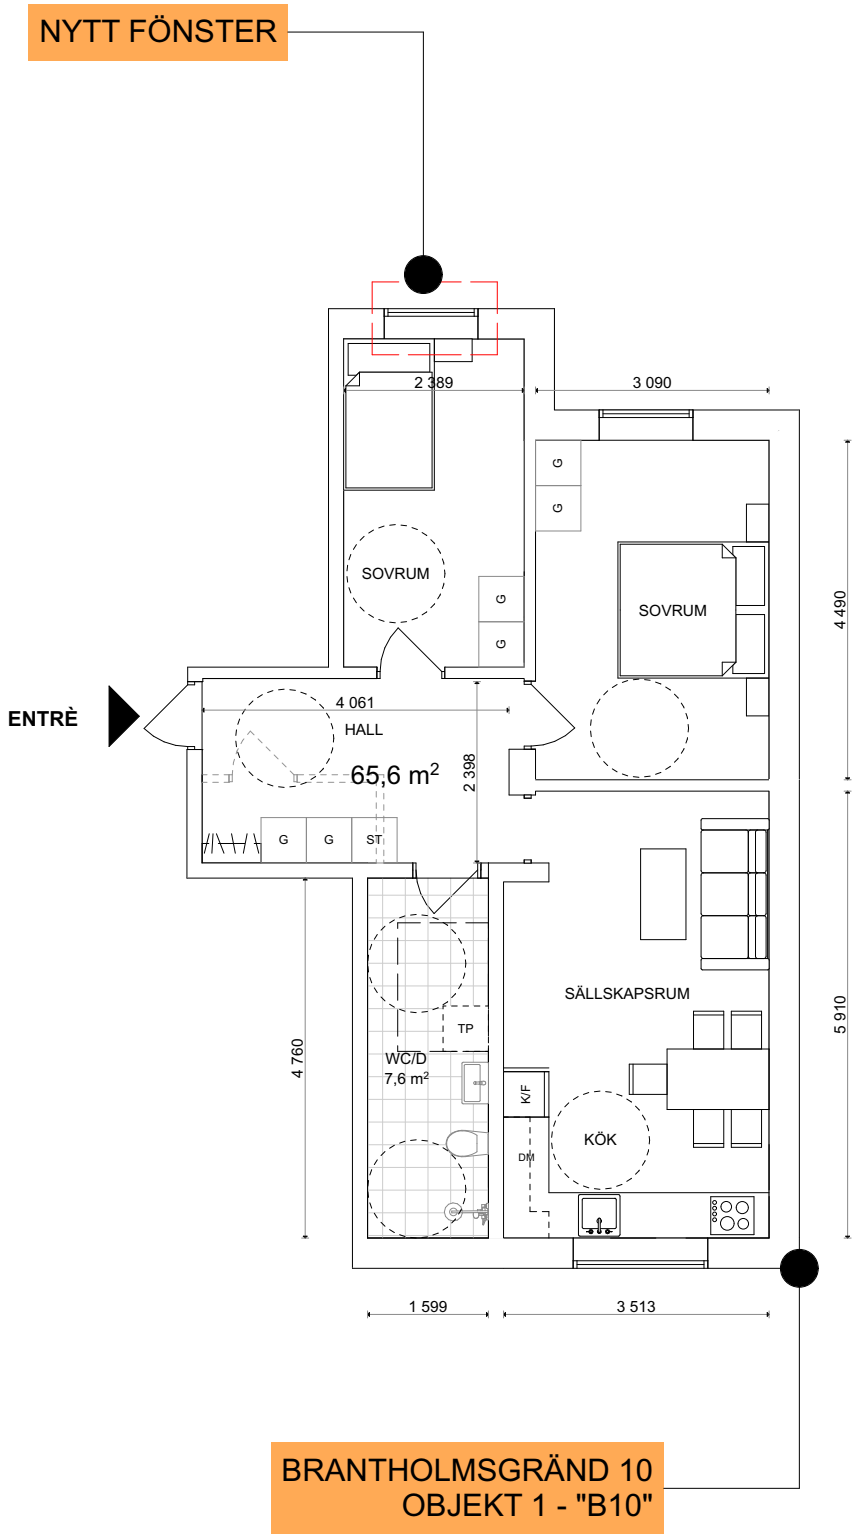 NYTT FÖNSTER
2 389
3 090
G
G
SOVRUM
G
G
SOVRUM
4 490
ENTRÈ
4 061
HALL
65,6 m²
2 398
G
G
ST
SÄLLSKAPSRUM
5 910
TP
WC/D
7,6 m²
4 760
K/F
KÖK
DM
1 599
3 513
BRANTHOLMSGRÄND 10
OBJEKT 1 - "B10"